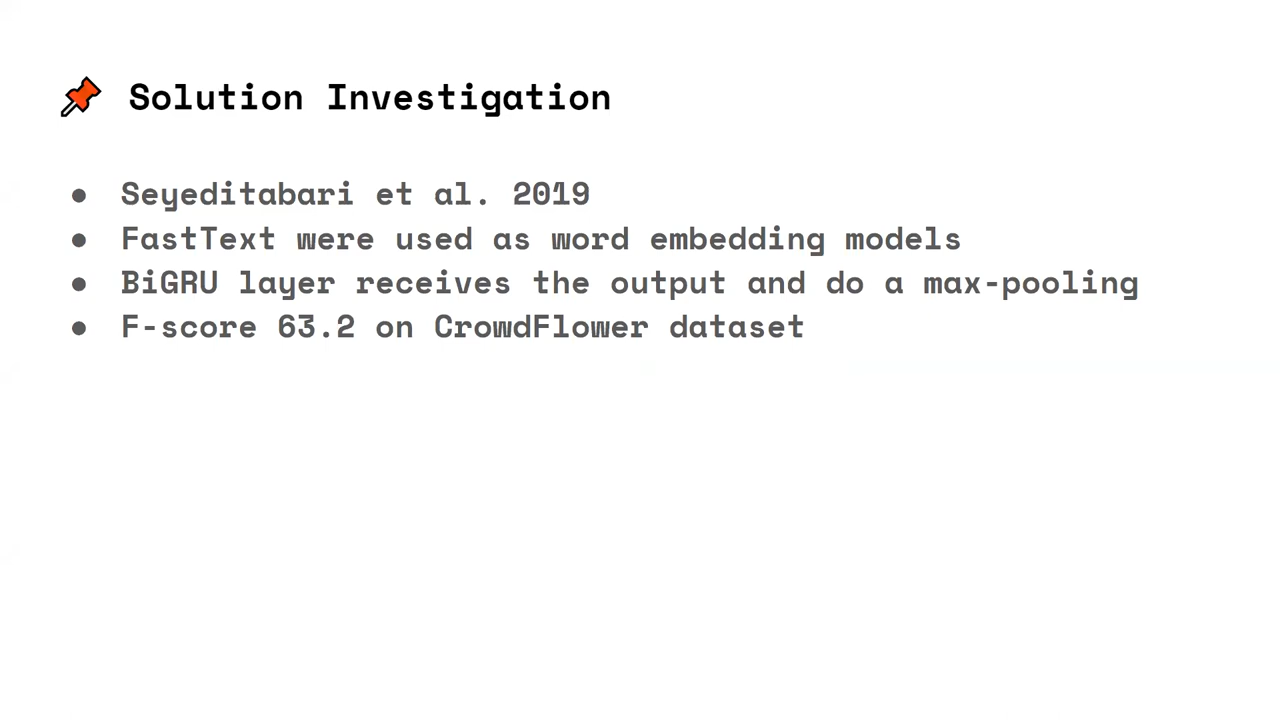 Solution Investigation
● Seyeditabari et al. 2019
● FastText were used as word embedding models
● BiGRU layer receives the output and do a max-pooling
● F-score 63.2 on CrowdFlower dataset